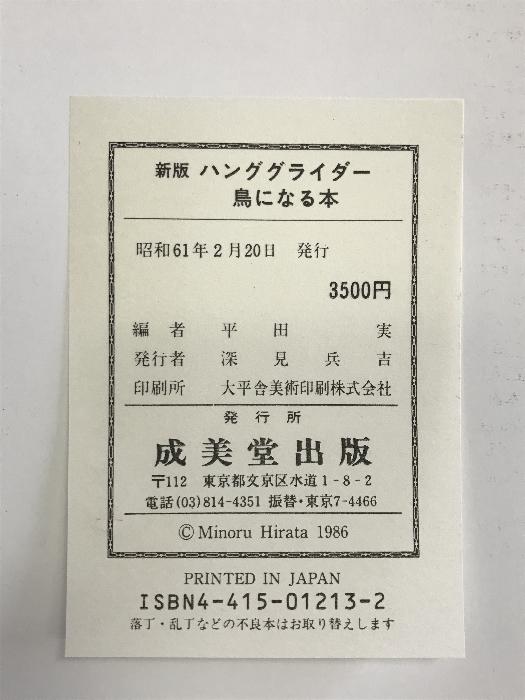 新版 ハンググライダー
鳥になる本
昭和61年2月20日 発行
3500円
編者 平田 実
発行者 深見兵吉
印刷所 大平舎美術印刷株式会社
発行所
成美堂出版
〒112 東京都文京区水道1-8-2
電話(03)814-4351 振替・東京7-4466
©Minoru Hirata 1986
PRINTED IN JAPAN
ISBN4-415-01213-2
落丁・乱丁などの不良本はお取り替えします